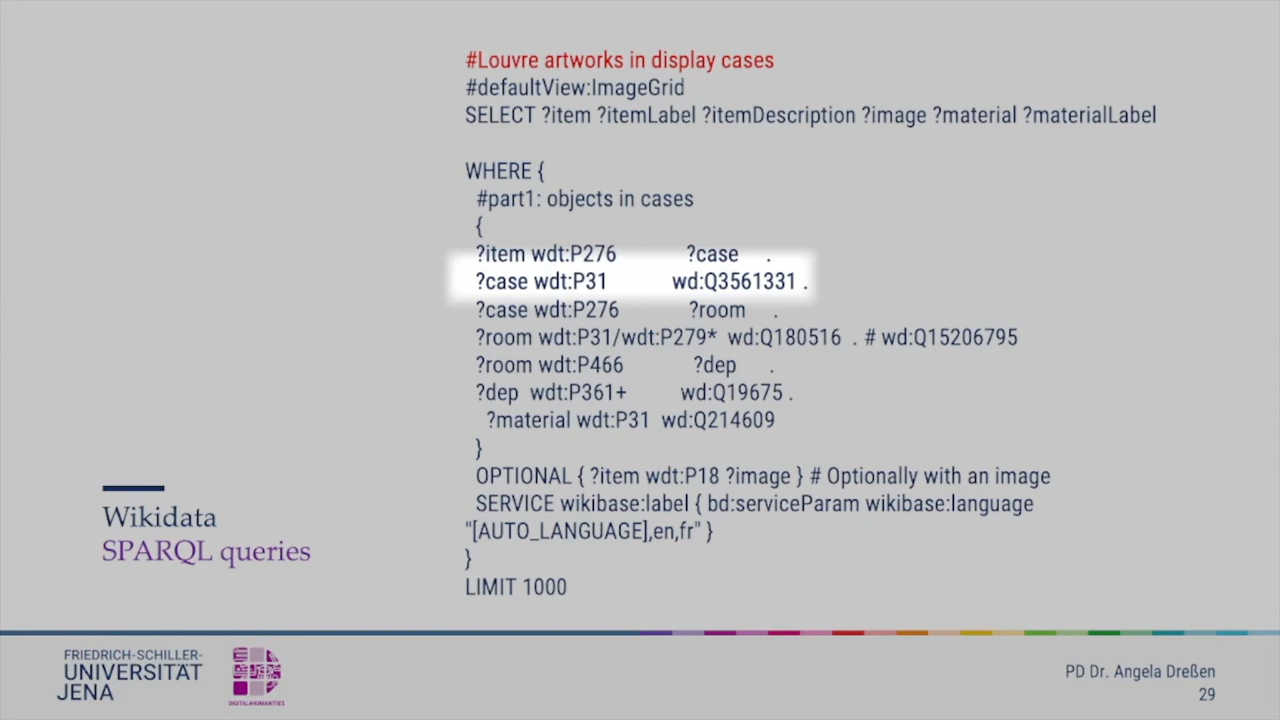 #Louvre artworks in display cases
#defaultView:ImageGrid
SELECT ?item ?itemLabel ?itemDescription ?image ?material ?materialLabel
WHERE {
#part1: objects in cases
{
?item wdt:P276 ?case .
?case wdt:P31 wd:Q3561331 .
?case wdt:P276 ?room .
?room wdt:P31/wdt:P279* wd:Q180516 . # wd:Q15206795
?room wdt:P466 ?dep .
?dep wdt:P361+ wd:Q19675 .
?material wdt:P31 wd:Q214609
}
OPTIONAL { ?item wdt:P18 ?image } # Optionally with an image
SERVICE wikibase:label { bd:serviceParam wikibase:language
"[AUTO_LANGUAGE],en,fr" }
}
LIMIT 1000
Wikidata
SPARQL queries
FRIEDRICH-SCHILLER-
UNIVERSITÄT
JENA
DIGITAL4HUMANITIES
PD Dr. Angela Dreßen
29